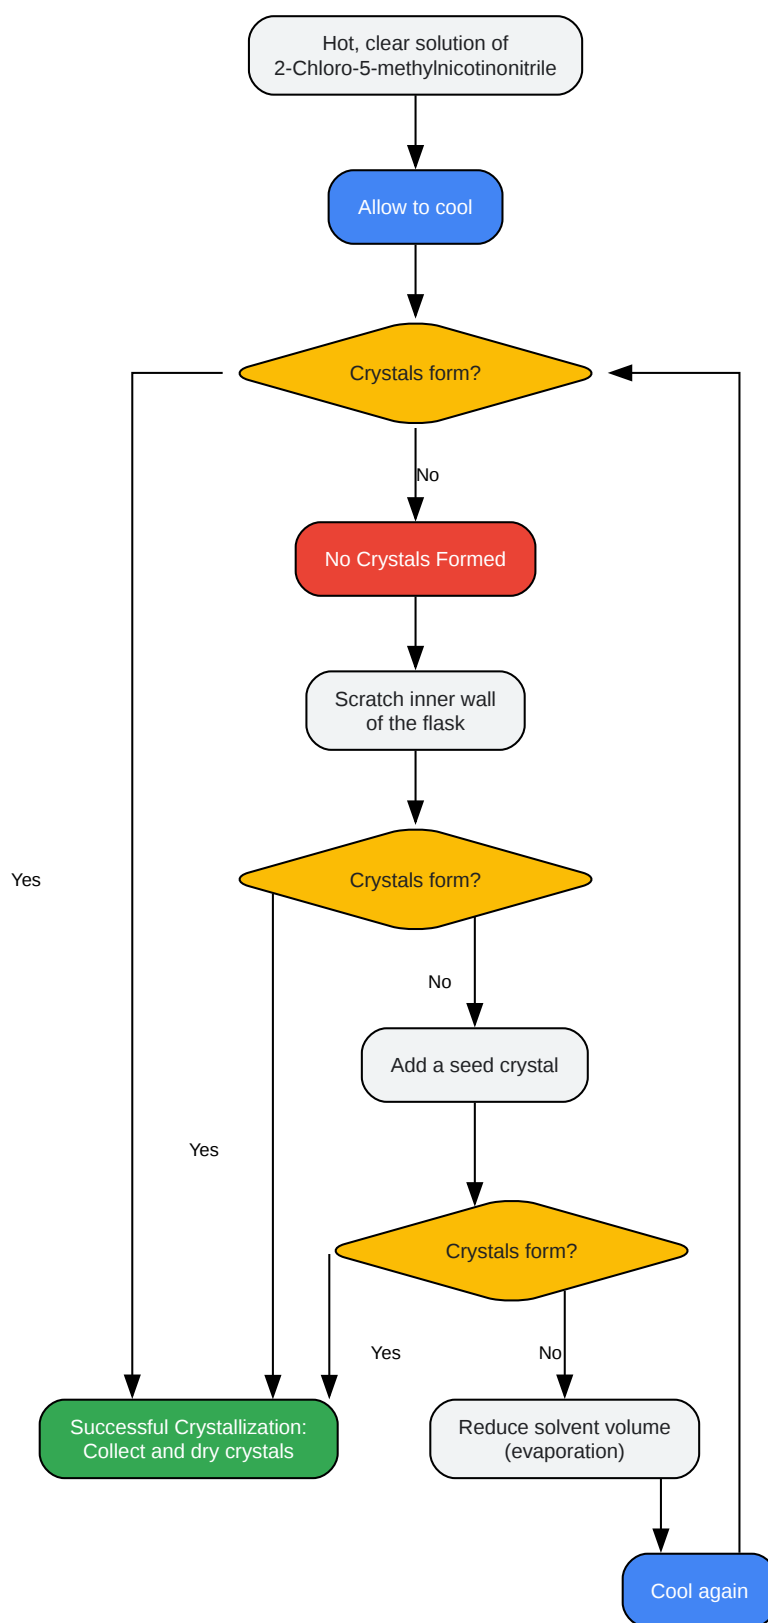 Hot, clear solution of
2-Chloro-5-methylnicotinonitrile
Allow to cool
Crystals form?
No
No Crystals Formed
Scratch inner wall
of the flask
Crystals form?
Yes
No
Add a seed crystal
Yes
Crystals form?
Yes
No
Successful Crystallization:
Collect and dry crystals
Reduce solvent volume
(evaporation)
Cool again